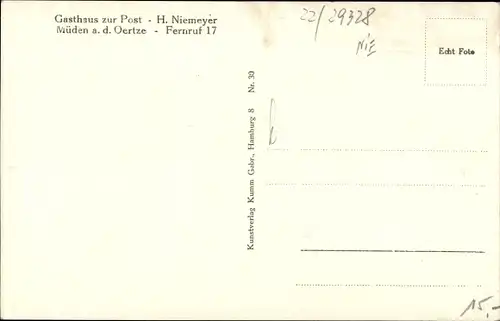 Gasthaus zur Post - H. Niemeyer
Müden a. d. Oertze - Fernruf 17
22/29328
NIE
Echt Foto
Kunstverlag Kumm Gebr., Hamburg 8 Nr. 30
15,-